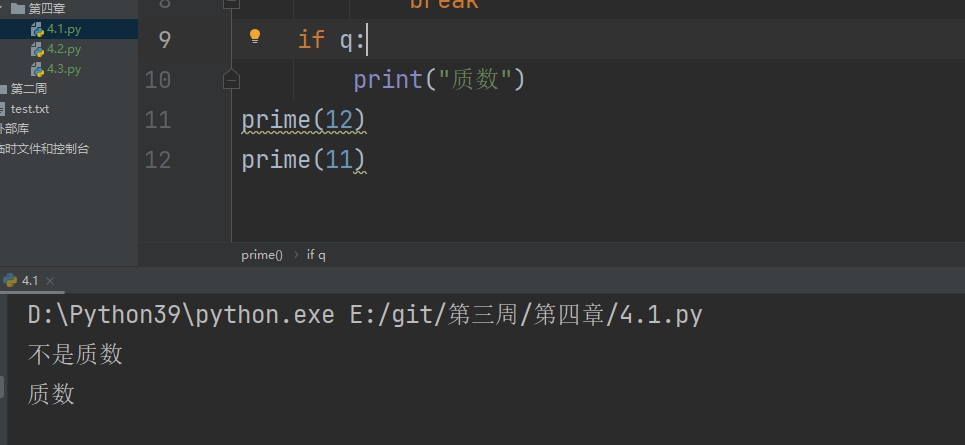 第四章
4.1.py
4.2.py
4.3.py
第二周
test.txt
外部库
临时文件和控制台
8 break
9 if q:
10 print("质数")
11 prime(12)
12 prime(11)
prime() › if q
4.1 ×
D:\Python39\python.exe E:/git/第三周/第四章/4.1.py
不是质数
质数